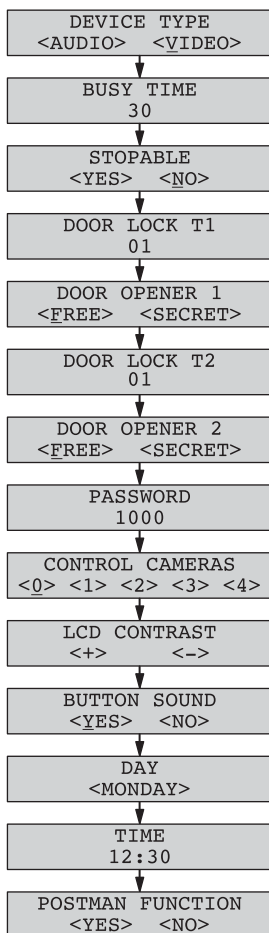 DEVICE TYPE
<AUDIO> <VIDEO>
BUSY TIME
30
STOPABLE
<YES> <NO>
DOOR LOCK T1
01
DOOR OPENER 1
<FREE> <SECRET>
DOOR LOCK T2
01
DOOR OPENER 2
<FREE> <SECRET>
PASSWORD
1000
CONTROL CAMERAS
<0> <1> <2> <3> <4>
LCD CONTRAST
<+> <->
BUTTON SOUND
<YES> <NO>
DAY
<MONDAY>
TIME
12:30
POSTMAN FUNCTION
<YES> <NO>